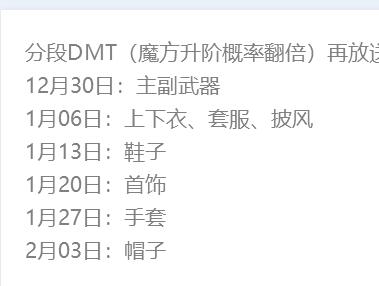 分段DMT（魔方升阶概率翻倍）再放送
12月30日：主副武器
1月06日：上下衣、套服、披风
1月13日：鞋子
1月20日：首饰
1月27日：手套
2月03日：帽子